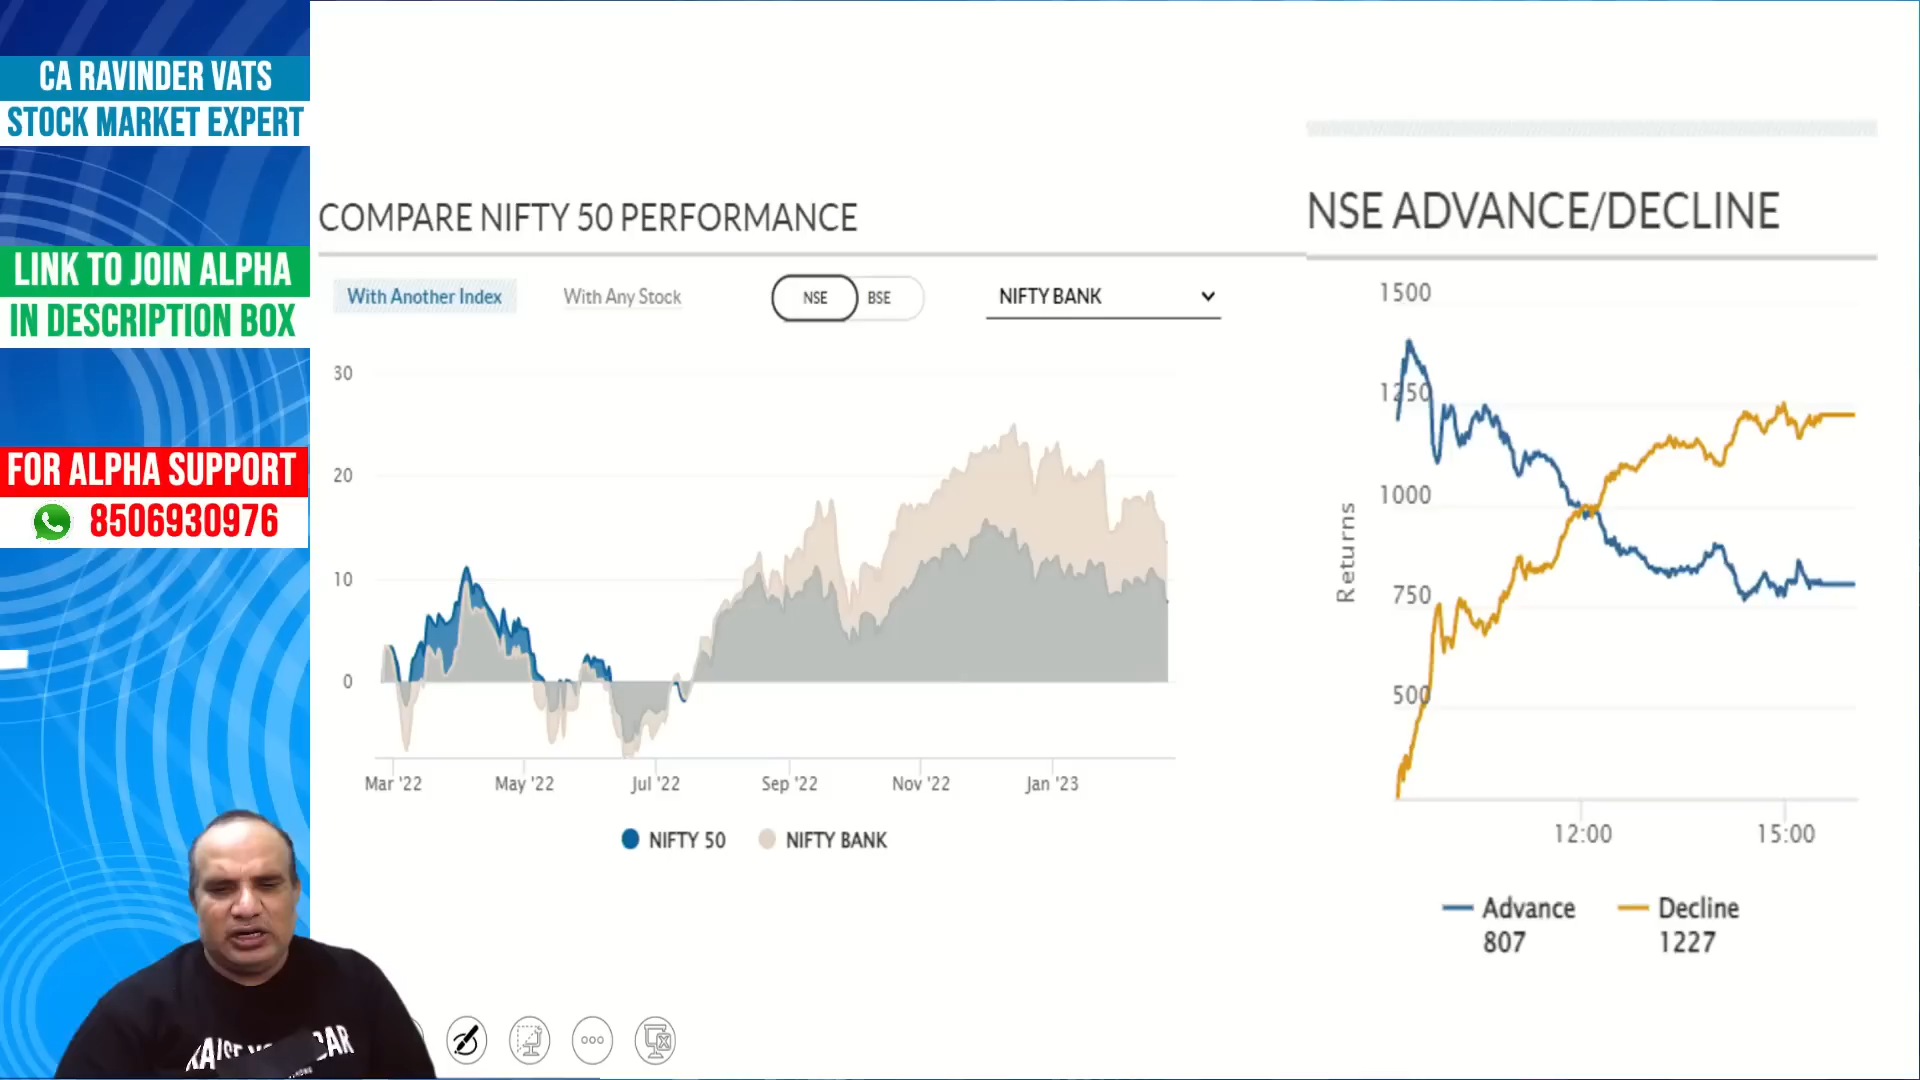 CA RAVINDER VATS
STOCK MARKET EXPERT
LINK TO JOIN ALPHA
IN DESCRIPTION BOX
FOR ALPHA SUPPORT
8506930976
COMPARE NIFTY 50 PERFORMANCE
With Another Index
With Any Stock
NSE
BSE
NIFTY BANK
30
20
10
0
Mar '22
May '22
Jul '22
Sep '22
Nov '22
Jan '23
NIFTY 50
NIFTY BANK
NSE ADVANCE/DECLINE
1500
1250
1000
750
500
Returns
12:00
15:00
Advance
807
Decline
1227